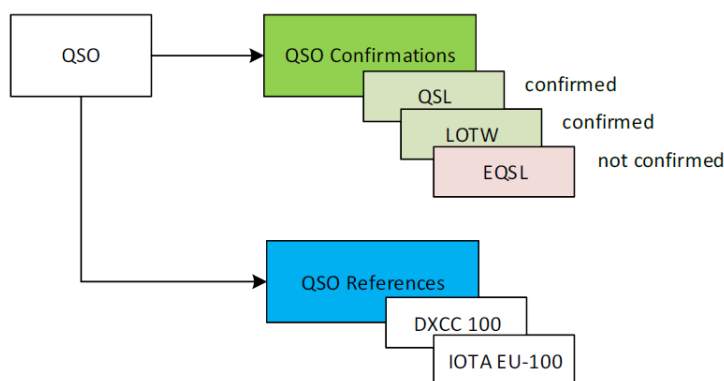 QSO
QSO Confirmations
QSL
confirmed
LOTW
confirmed
EQSL
not confirmed
QSO References
DXCC 100
IOTA EU-100